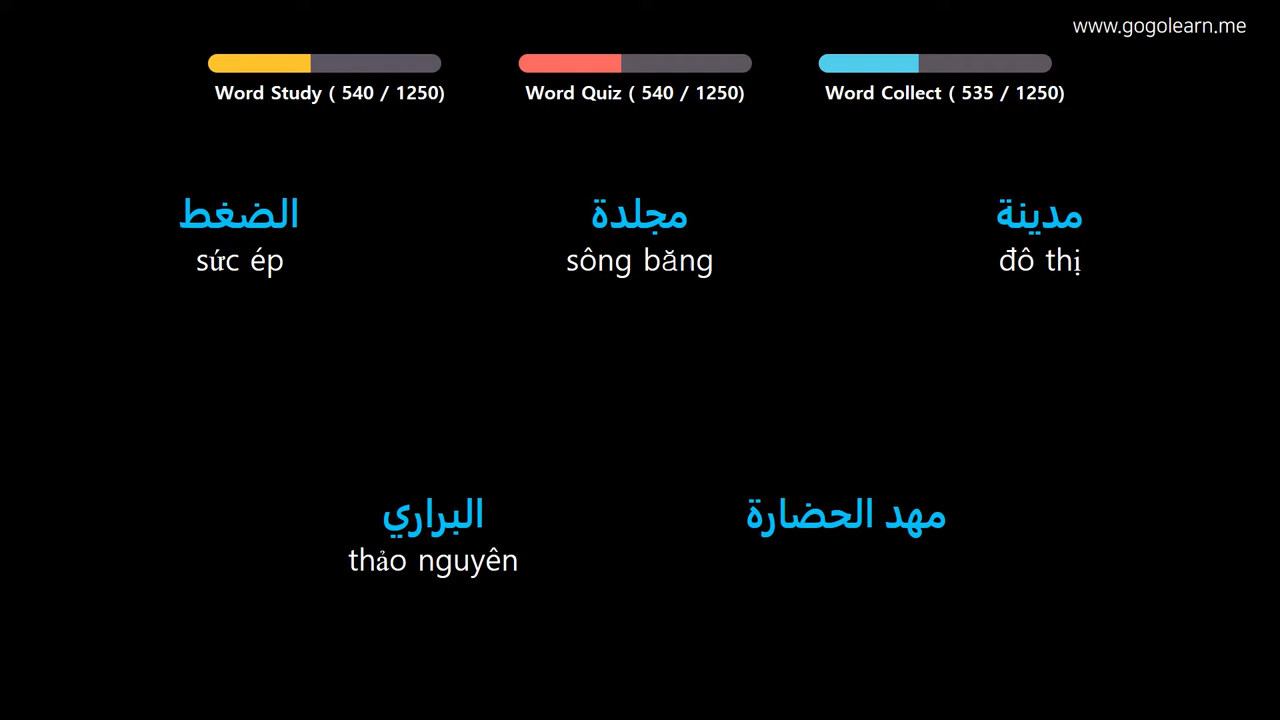 www.gogolearn.me
Word Study ( 540 / 1250)
Word Quiz ( 540 / 1250)
Word Collect ( 535 / 1250)
الضغط
sức ép
مجلدة
sông băng
مدينة
đô thị
البراري
thảo nguyên
مهد الحضارة